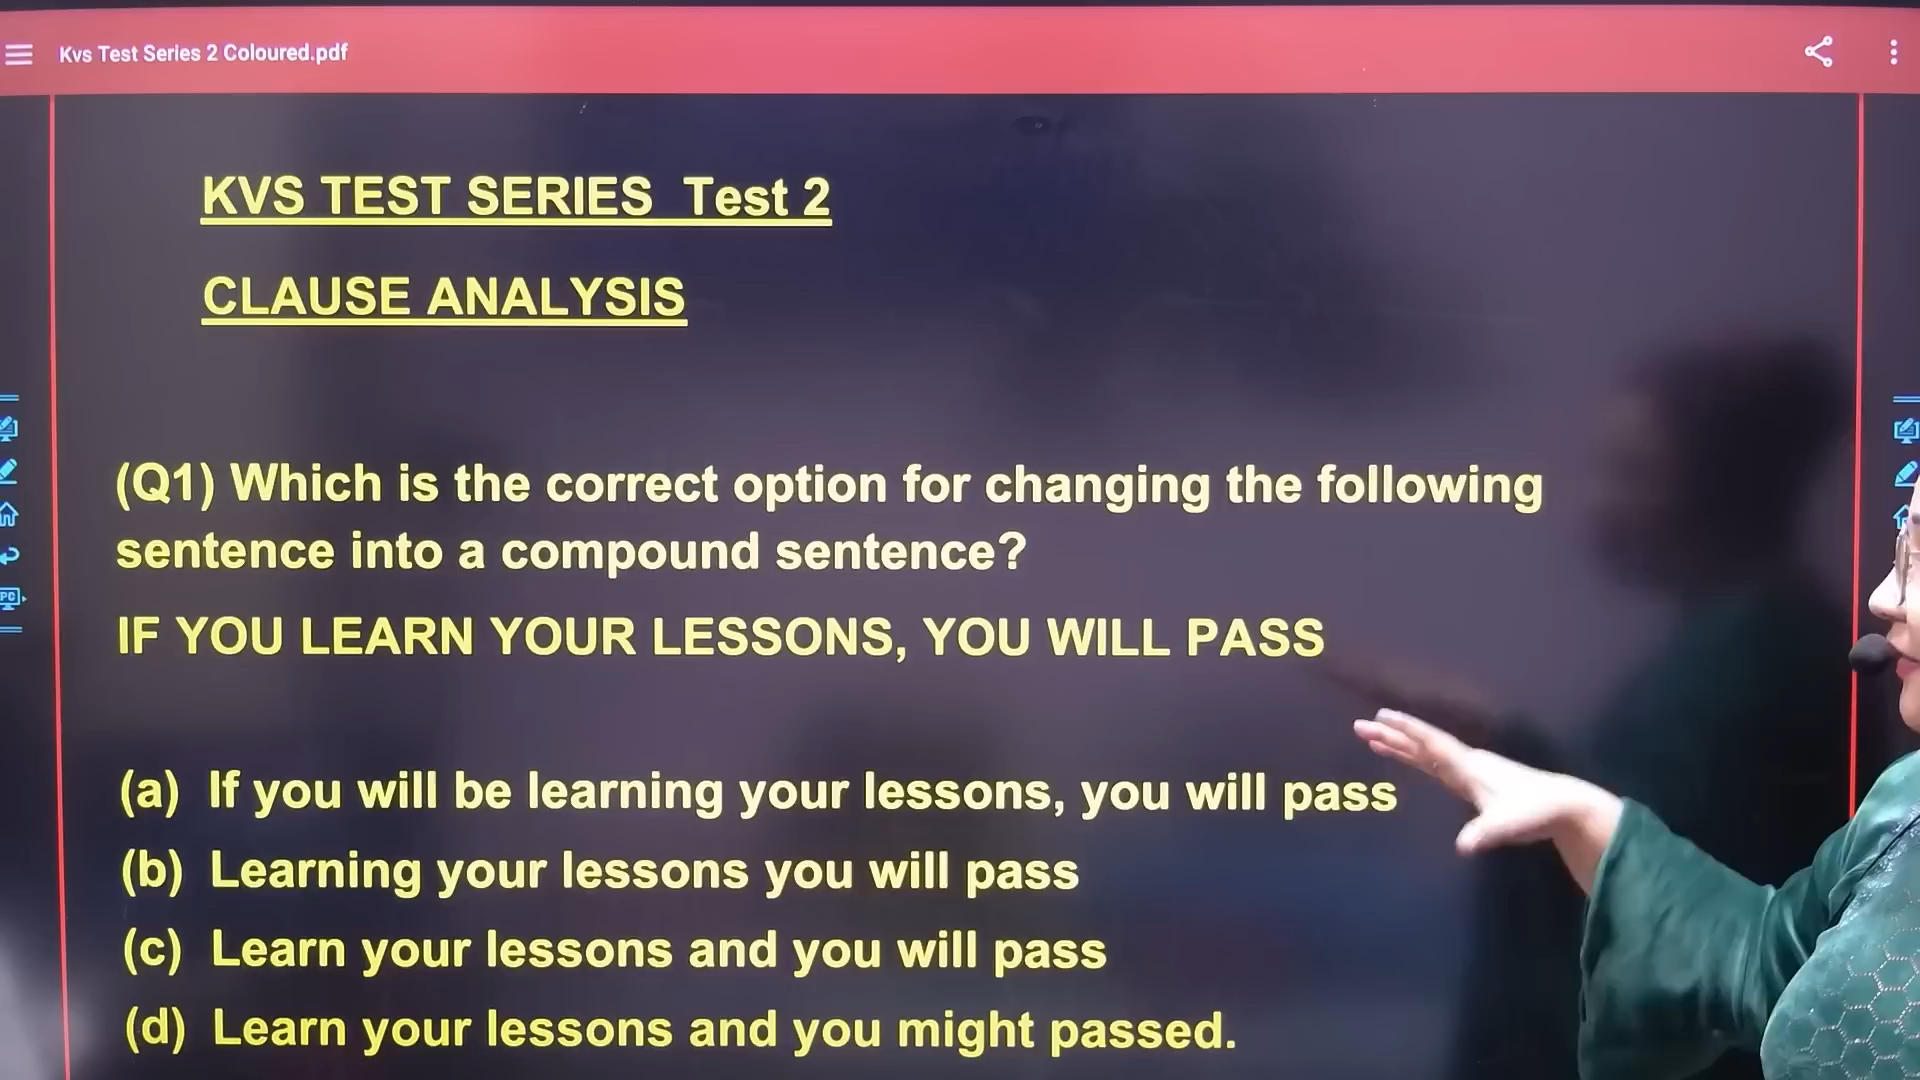 Kvs Test Series 2 Coloured.pdf
KVS TEST SERIES Test 2
CLAUSE ANALYSIS
(Q1) Which is the correct option for changing the following
sentence into a compound sentence?
IF YOU LEARN YOUR LESSONS, YOU WILL PASS
(a) If you will be learning your lessons, you will pass
(b) Learning your lessons you will pass
(c) Learn your lessons and you will pass
(d) Learn your lessons and you might passed.
PC